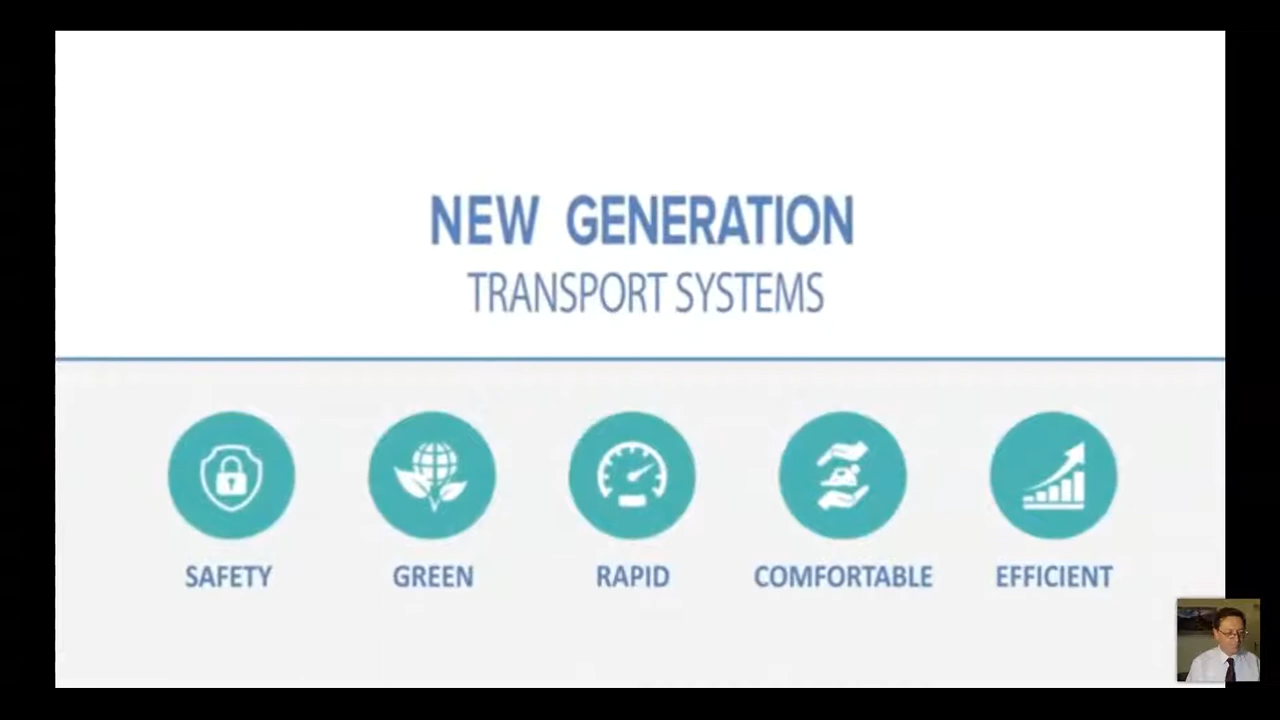 NEW GENERATION
TRANSPORT SYSTEMS
SAFETY
GREEN
RAPID
COMFORTABLE
EFFICIENT